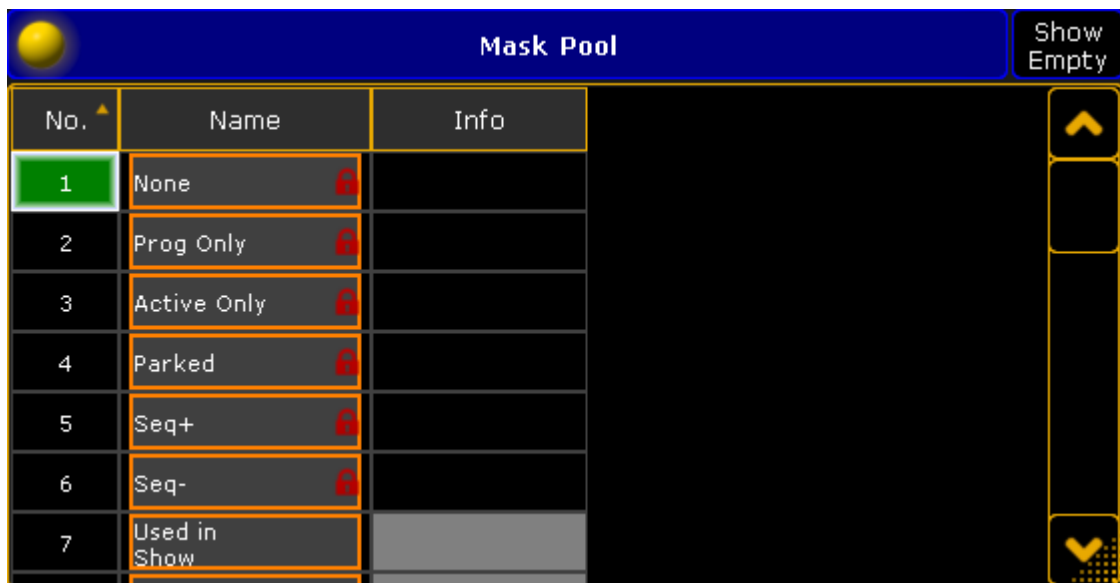 Mask Pool
Show
Empty
No. Name Info
1 None
2 Prog Only
3 Active Only
4 Parked
5 Seq+
6 Seq-
7 Used in
Show